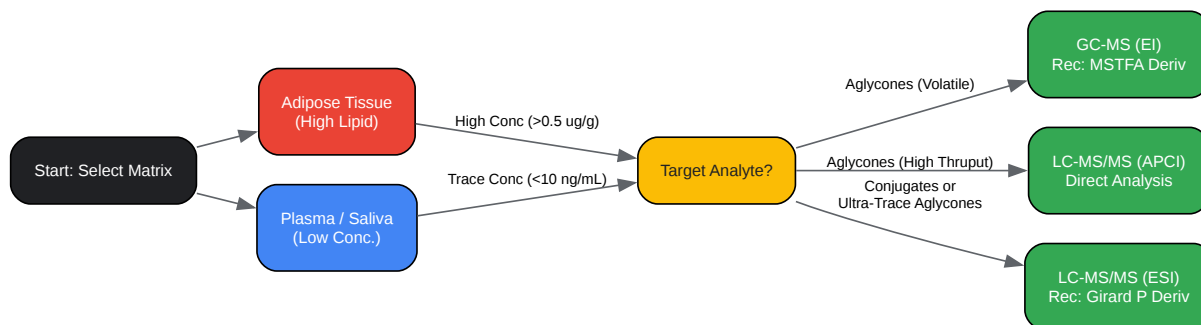 Start: Select Matrix
Adipose Tissue
(High Lipid)
Plasma / Saliva
(Low Conc.)
High Conc (>0.5 ug/g)
Trace Conc (<10 ng/mL)
Target Analyte?
Aglycones (Volatile)
Aglycones (High Thruput)
Conjugates or
Ultra-Trace Aglycones
GC-MS (EI)
Rec: MSTFA Deriv
LC-MS/MS (APCI)
Direct Analysis
LC-MS/MS (ESI)
Rec: Girard P Deriv